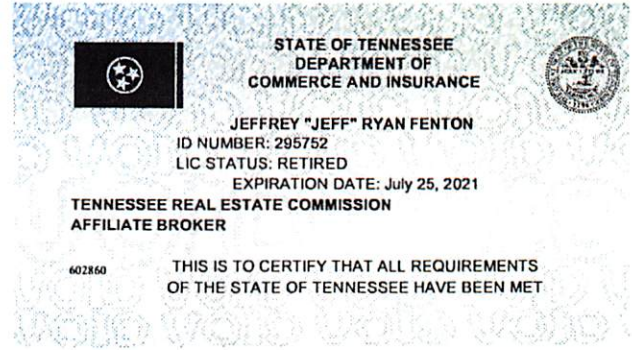 STATE OF TENNESSEE
DEPARTMENT OF
COMMERCE AND INSURANCE
JEFFREY "JEFF" RYAN FENTON
ID NUMBER: 295752
LIC STATUS: RETIRED
EXPIRATION DATE: July 25, 2021
TENNESSEE REAL ESTATE COMMISSION
AFFILIATE BROKER
602860
THIS IS TO CERTIFY THAT ALL REQUIREMENTS
OF THE STATE OF TENNESSEE HAVE BEEN MET